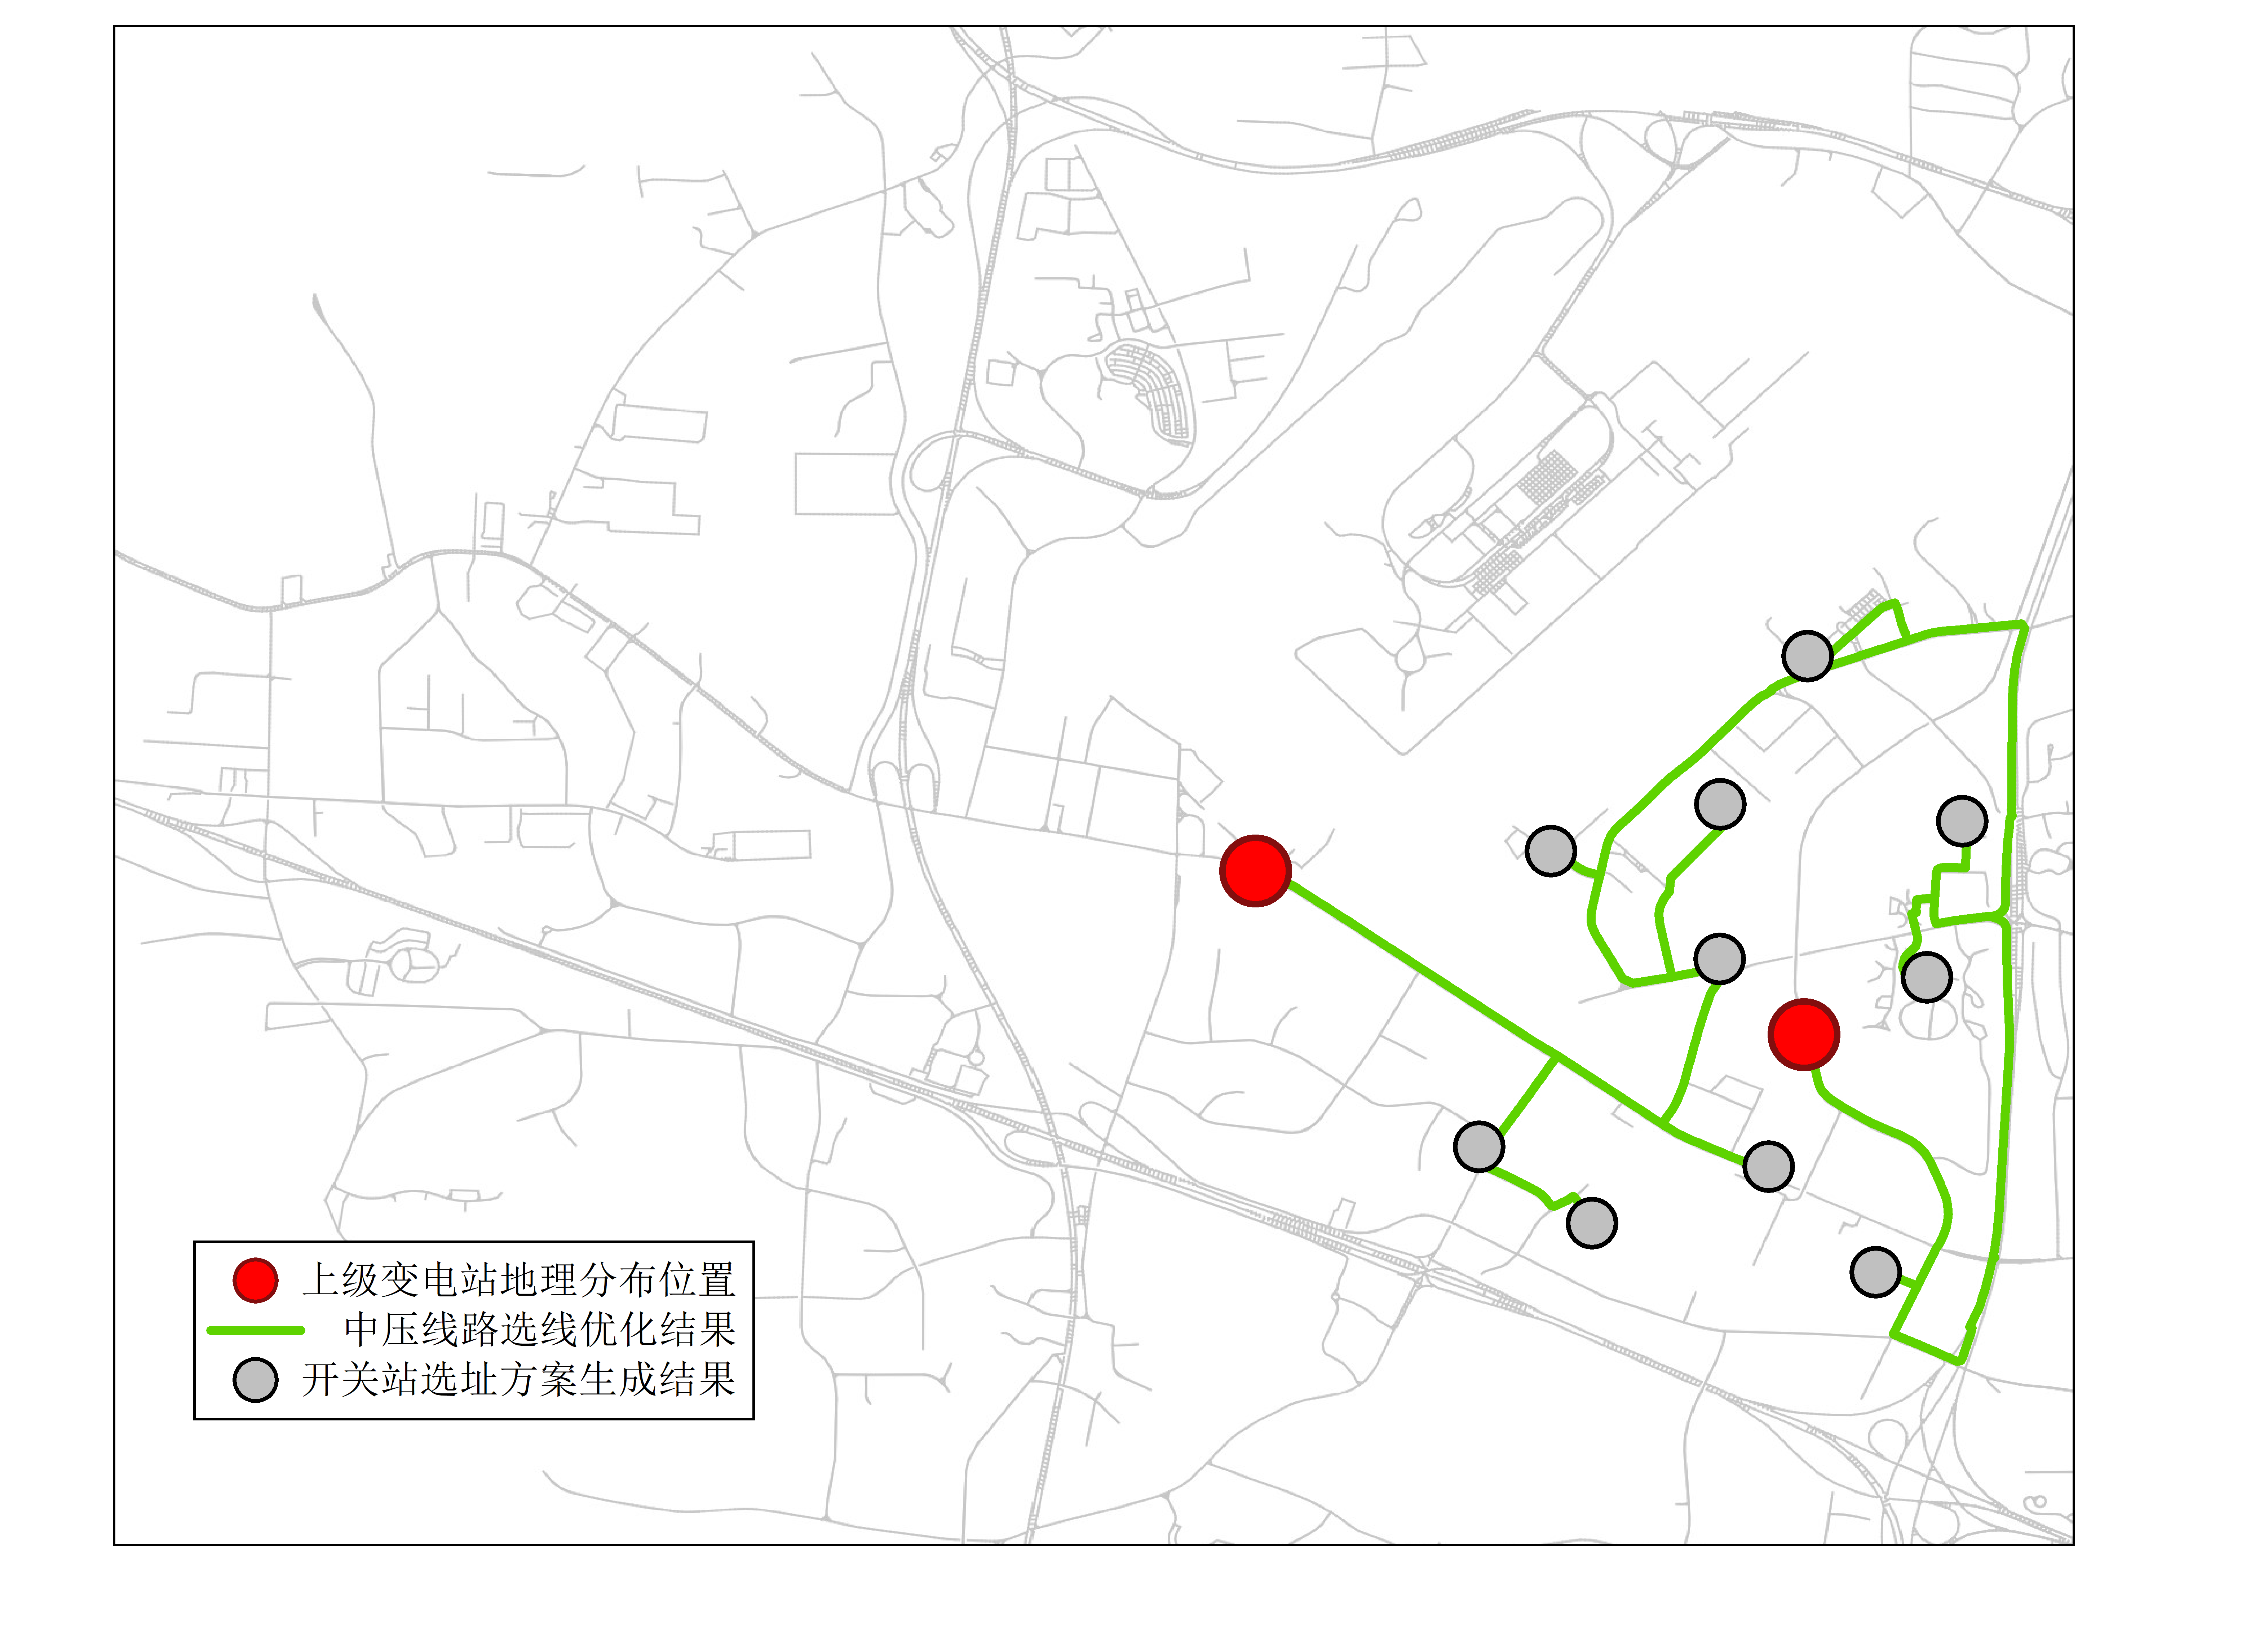 上级变电站地理分布位置
中压线路选线优化结果
开关站选址方案生成结果